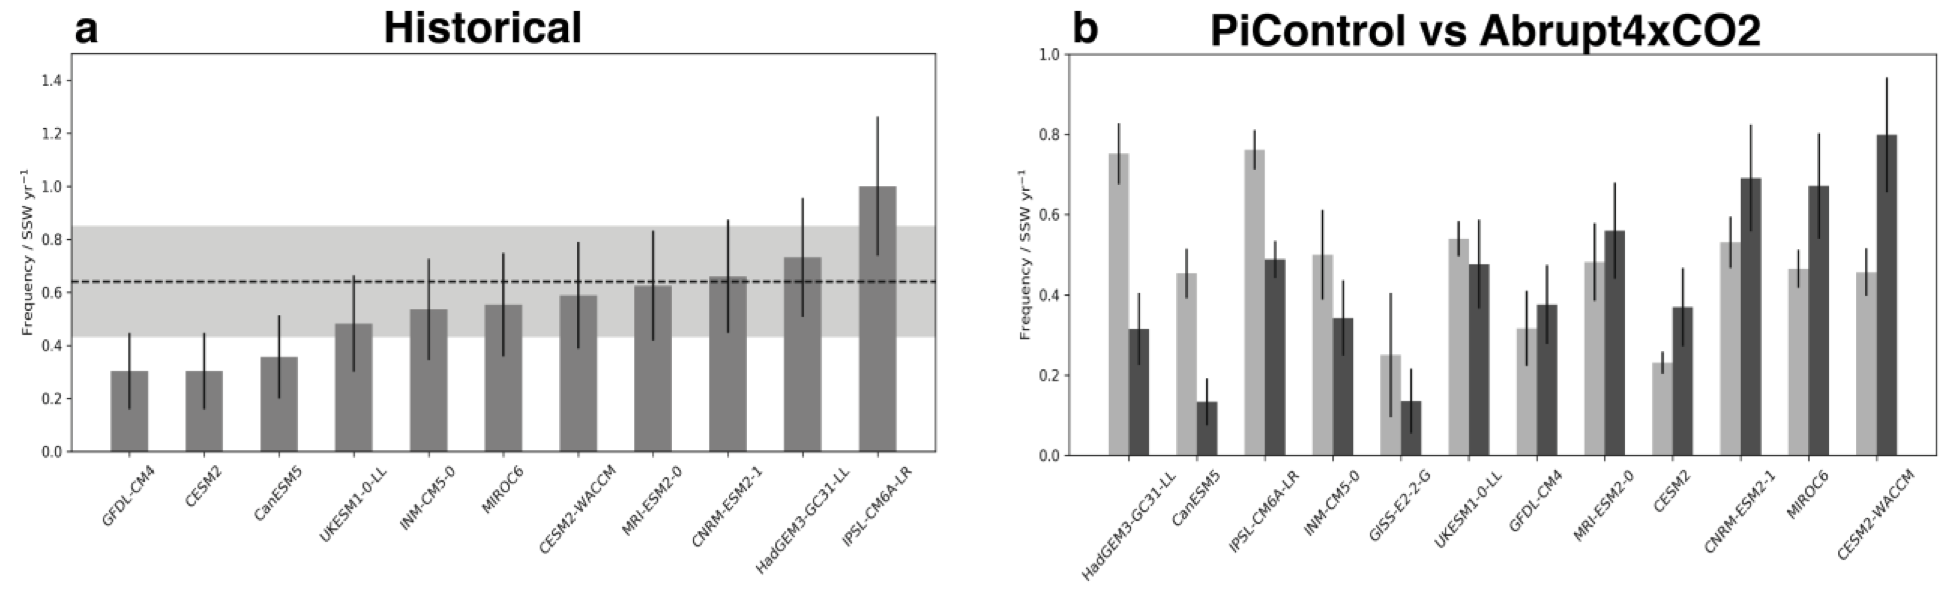 a Historical
Frequency / SSW yr⁻¹
1.4
1.2
1.0
0.8
0.6
0.4
0.2
0.0
GFDL-CM4
CESM2
CanESM5
UKESM1-0-LL
INM-CM5-0
MIROC6
CESM2-WACCM
MRI-ESM2-0
CNRM-ESM2-1
HadGEM3-GC31-LL
IPSL-CM6A-LR
b PiControl vs Abrupt4xCO2
Frequency / SSW yr⁻¹
1.0
0.8
0.6
0.4
0.2
0.0
HadGEM3-GC31-LL
CanESM5
IPSL-CM6A-LR
INM-CM5-0
GISS-E2-2-G
UKESM1-0-LL
GFDL-CM4
MRI-ESM2-0
CESM2
CNRM-ESM2-1
MIROC6
CESM2-WACCM